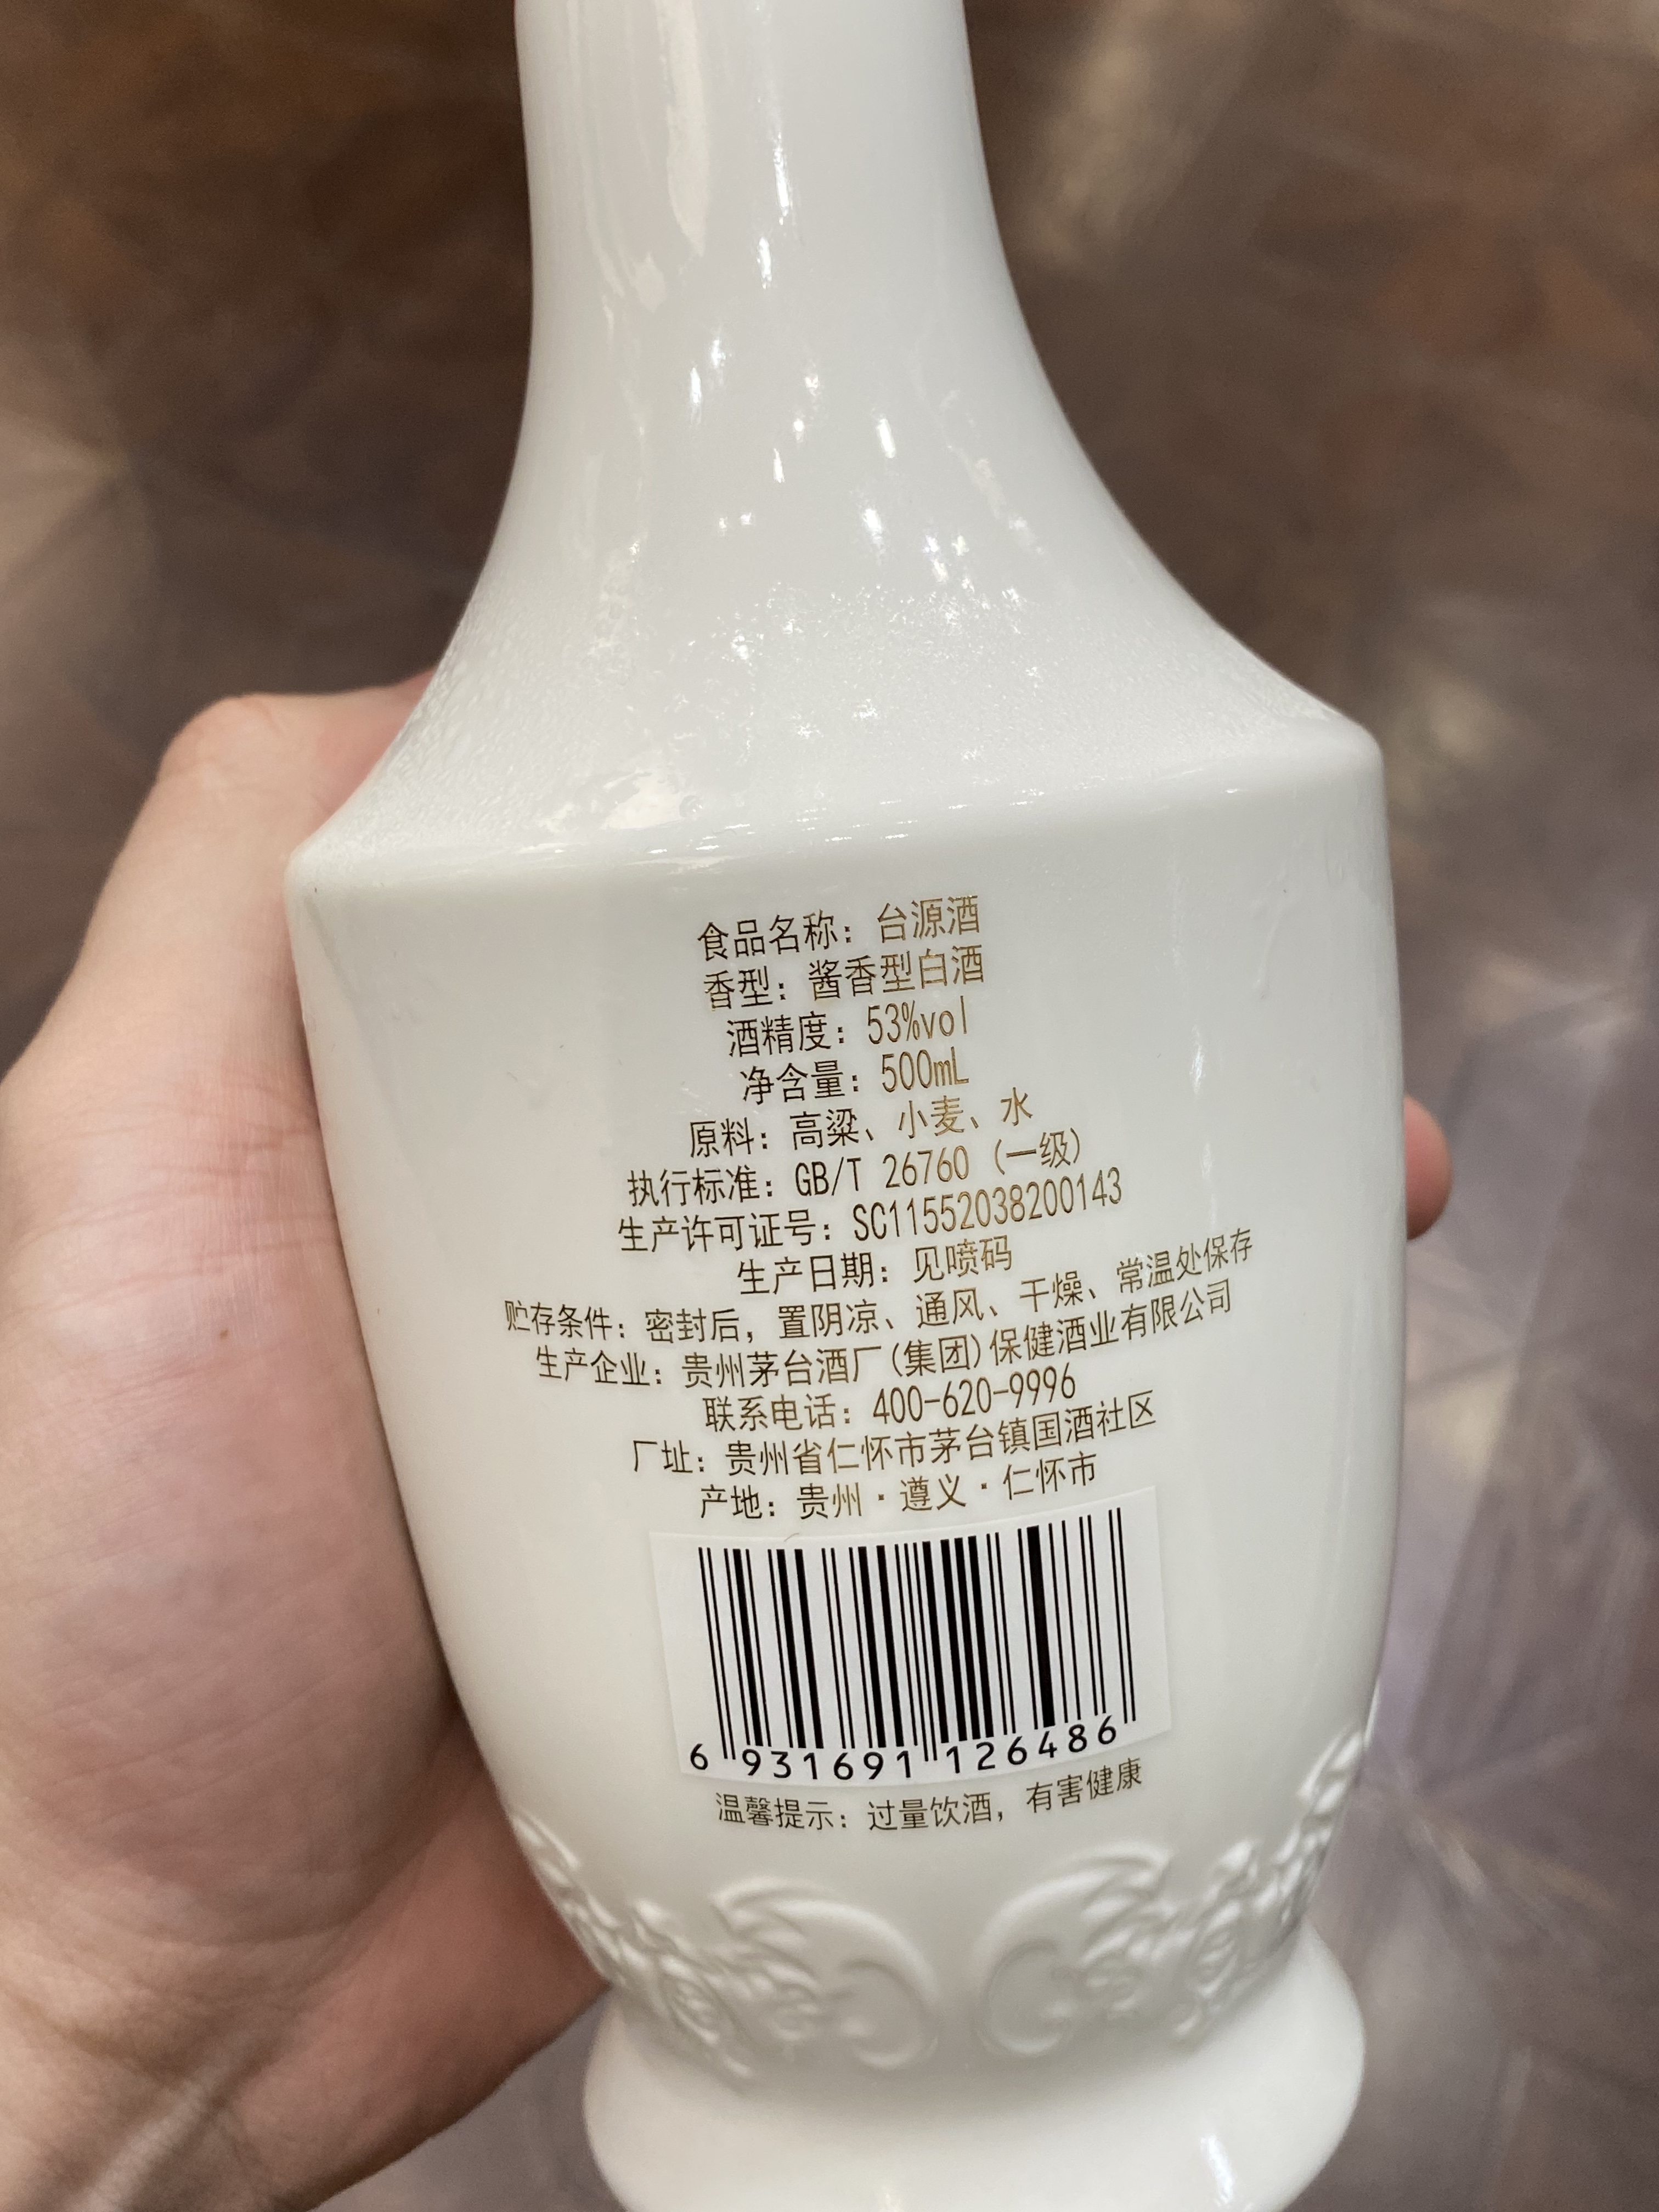 食品名称：台源酒
香型：酱香型白酒
酒精度：53%vol
净含量：500mL
原料：高粱、小麦、水
执行标准：GB/T 26760（一级）
生产许可证号：SC11552038200143
生产日期：见喷码
贮存条件：密封后，置阴凉、通风、干燥、常温处保存
生产企业：贵州茅台酒厂(集团)保健酒业有限公司
联系电话：400-620-9996
厂址：贵州省仁怀市茅台镇国酒社区
产地：贵州·遵义·仁怀市
6 931691 126486
温馨提示：过量饮酒，有害健康